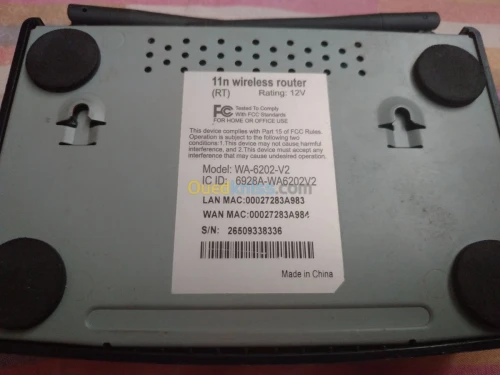 11n wireless router
(RT) Rating: 12V
FC Tested To Comply
With FCC Standards
FOR HOME OR OFFICE USE
This device complies with Part 15 of FCC Rules.
Operation is subject to the following two
conditions:1.This device may not cause harmful
interference, and 2.This device must accept any
interference that may cause undesired operation.
Model: WA-6202-V2
IC ID: 6928A-WA6202V2
Ouedkniss.com
LAN MAC:00027283A983
WAN MAC:00027283A984
S/N: 26509338336
Made in China